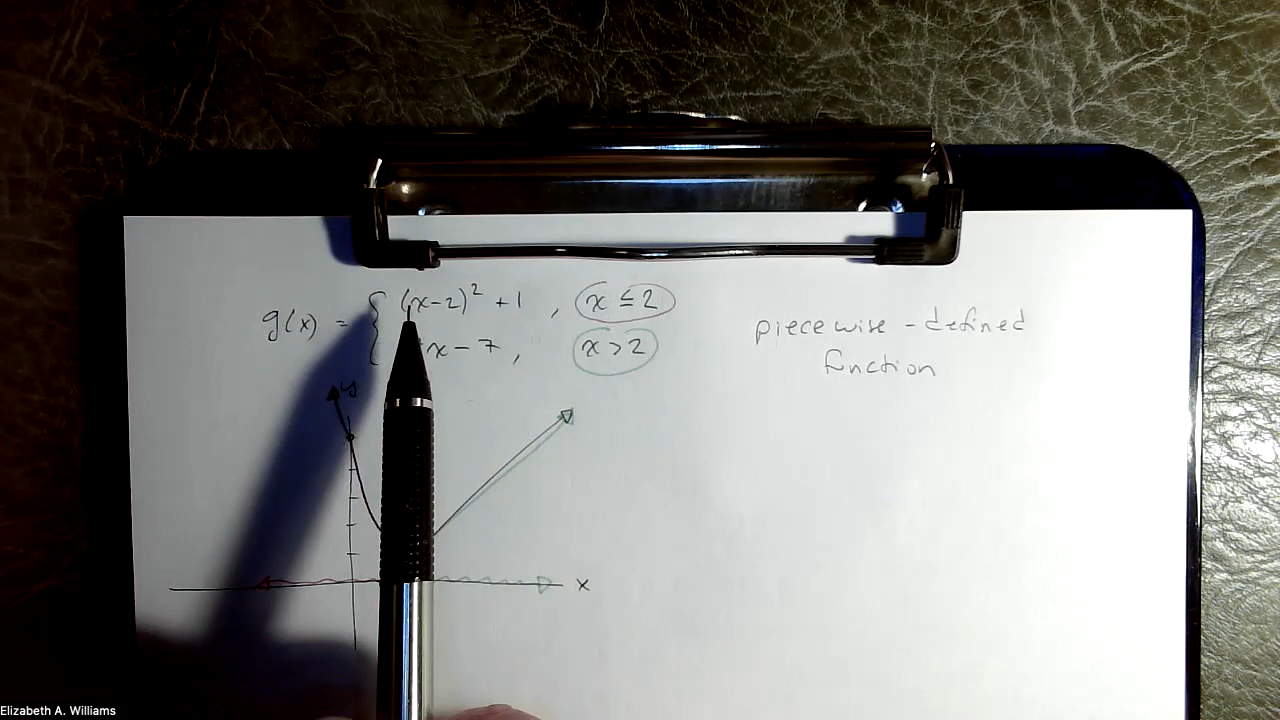 g(x) = { (x-2)² + 1 , x ≤ 2
x - 7 , x > 2
piecewise-defined
function
y
x
Elizabeth A. Williams